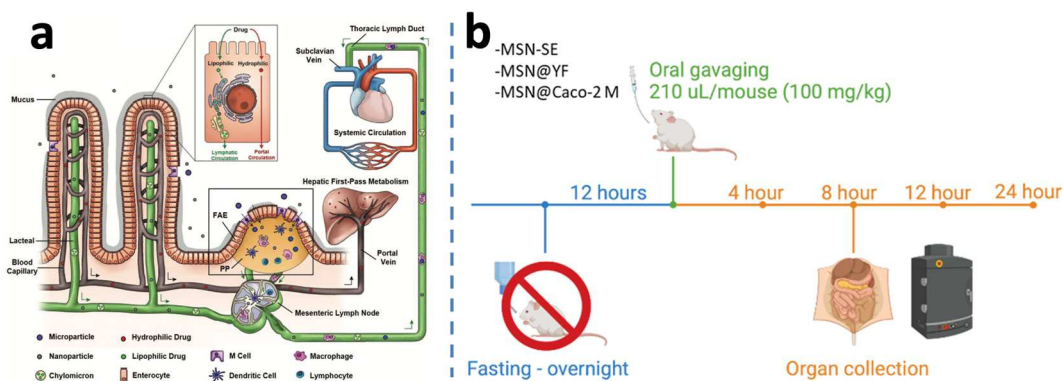 a
Drug
Lipophilic
Hydrophilic
Lymphatic
Circulation
Portal
Circulation
Mucus
Thoracic Lymph Duct
Subclavian
Vein
Systemic Circulation
Hepatic First-Pass Metabolism
FAE
PP
Lacteal
Blood
Capillary
Portal
Vein
Mesenteric Lymph Node
Microparticle
Hydrophilic Drug
Nanoparticle
Lipophilic Drug
M Cell
Macrophage
Chylomicron
Enterocyte
Dendritic Cell
Lymphocyte
b
-MSN-SE
-MSN@YF
-MSN@Caco-2 M
Oral gavaging
210 uL/mouse (100 mg/kg)
12 hours
4 hour
8 hour
12 hour
24 hour
Fasting - overnight
Organ collection